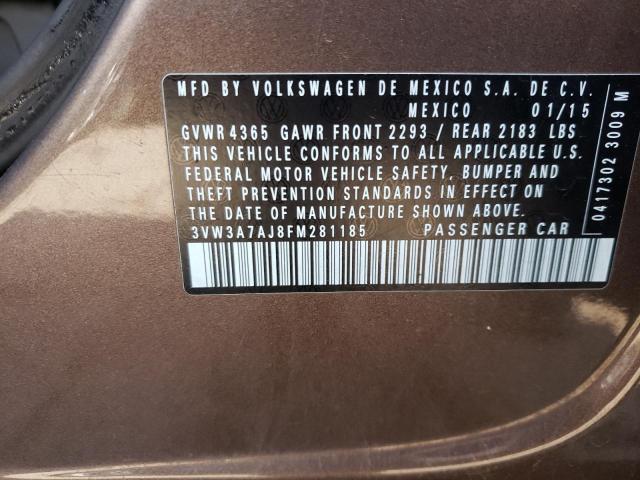 MFD BY VOLKSWAGEN DE MEXICO S.A. DE C.V.
MEXICO 01/15
GVWR 4365 GAWR FRONT 2293 / REAR 2183 LBS
THIS VEHICLE CONFORMS TO ALL APPLICABLE U.S.
FEDERAL MOTOR VEHICLE SAFETY, BUMPER AND
THEFT PREVENTION STANDARDS IN EFFECT ON
THE DATE OF MANUFACTURE SHOWN ABOVE.
3VW3A7AJ8FM281185 PASSENGER CAR
0417302 3009 M